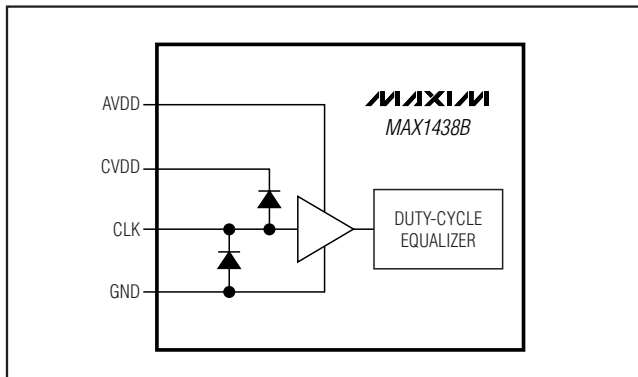 AVDD
MAXIM
MAX1438B
CVDD
CLK
DUTY-CYCLE
EQUALIZER
GND